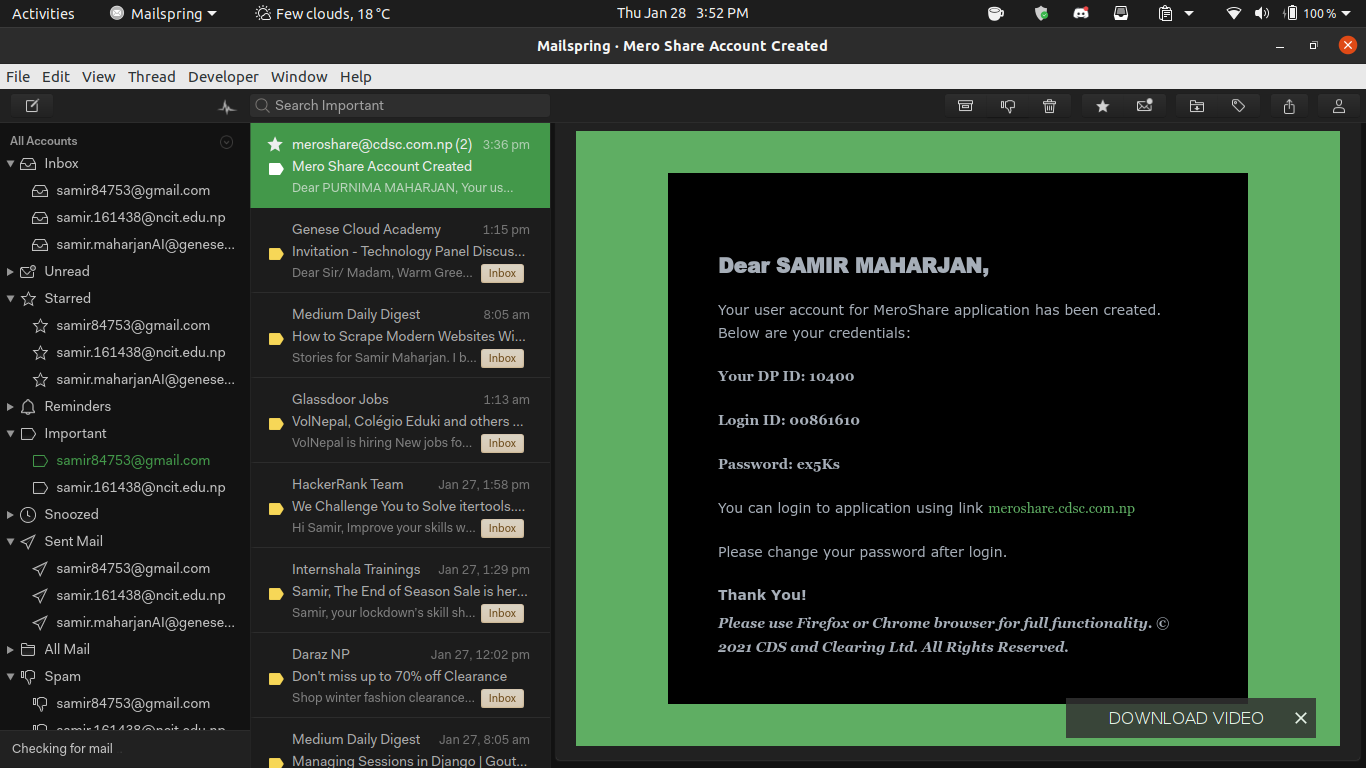 Activities
Mailspring
Few clouds, 18 °C
Thu Jan 28 3:52 PM
100 %
Mailspring · Mero Share Account Created
File Edit View Thread Developer Window Help
Search Important
All Accounts
Inbox
samir84753@gmail.com
samir.161438@ncit.edu.np
samir.maharjanAI@genese...
Unread
Starred
samir84753@gmail.com
samir.161438@ncit.edu.np
samir.maharjanAI@genese...
Reminders
Important
samir84753@gmail.com
samir.161438@ncit.edu.np
Snoozed
Sent Mail
samir84753@gmail.com
samir.161438@ncit.edu.np
samir.maharjanAI@genese...
All Mail
Spam
samir84753@gmail.com
samir.161438@ncit.edu.np
Checking for mail
meroshare@cdsc.com.np (2) 3:36 pm
Mero Share Account Created
Dear PURNIMA MAHARJAN, Your us...
Genese Cloud Academy 1:15 pm
Invitation - Technology Panel Discus...
Dear Sir/ Madam, Warm Gree... Inbox
Medium Daily Digest 8:05 am
How to Scrape Modern Websites Wi...
Stories for Samir Maharjan. I b... Inbox
Glassdoor Jobs 1:13 am
VolNepal, Colégio Eduki and others ...
VolNepal is hiring New jobs fo... Inbox
HackerRank Team Jan 27, 1:58 pm
We Challenge You to Solve itertools....
Hi Samir, Improve your skills w... Inbox
Internshala Trainings Jan 27, 1:29 pm
Samir, The End of Season Sale is her...
Samir, your lockdown's skill sh... Inbox
Daraz NP Jan 27, 12:02 pm
Don't miss up to 70% off Clearance
Shop winter fashion clearance... Inbox
Medium Daily Digest Jan 27, 8:05 am
Managing Sessions in Django | Gout...
Dear SAMIR MAHARJAN,
Your user account for MeroShare application has been created.
Below are your credentials:
Your DP ID: 10400
Login ID: 00861610
Password: ex5Ks
You can login to application using link meroshare.cdsc.com.np
Please change your password after login.
Thank You!
Please use Firefox or Chrome browser for full functionality. ©
2021 CDS and Clearing Ltd. All Rights Reserved.
DOWNLOAD VIDEO